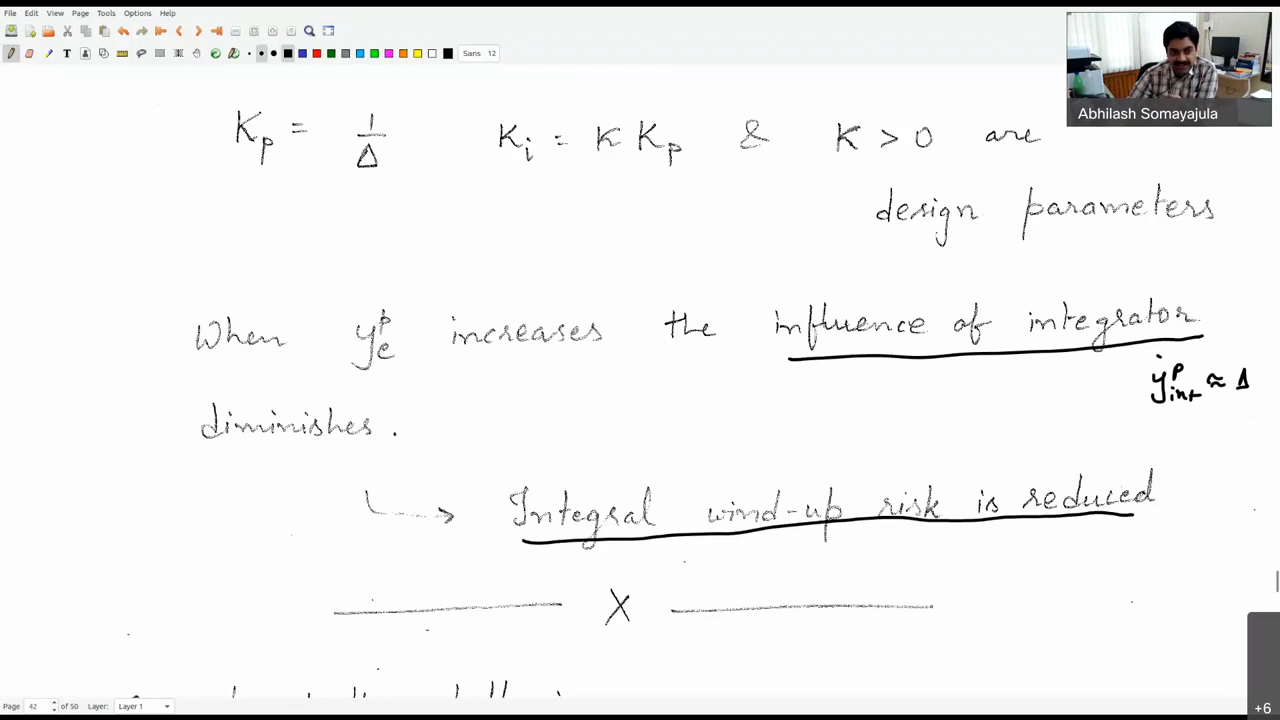 File Edit View Page Tools Options Help
T Sans 12
Abhilash Somayajula
Kp = 1/Δ Ki = κ Kp & κ > 0 are
design parameters
When y_e^p increases the influence of integrator
ẏ_int^p ≈ Δ
diminishes.
↳ Integral wind-up risk is reduced
X
Page 42 of 50 Layer: Layer 1
+6